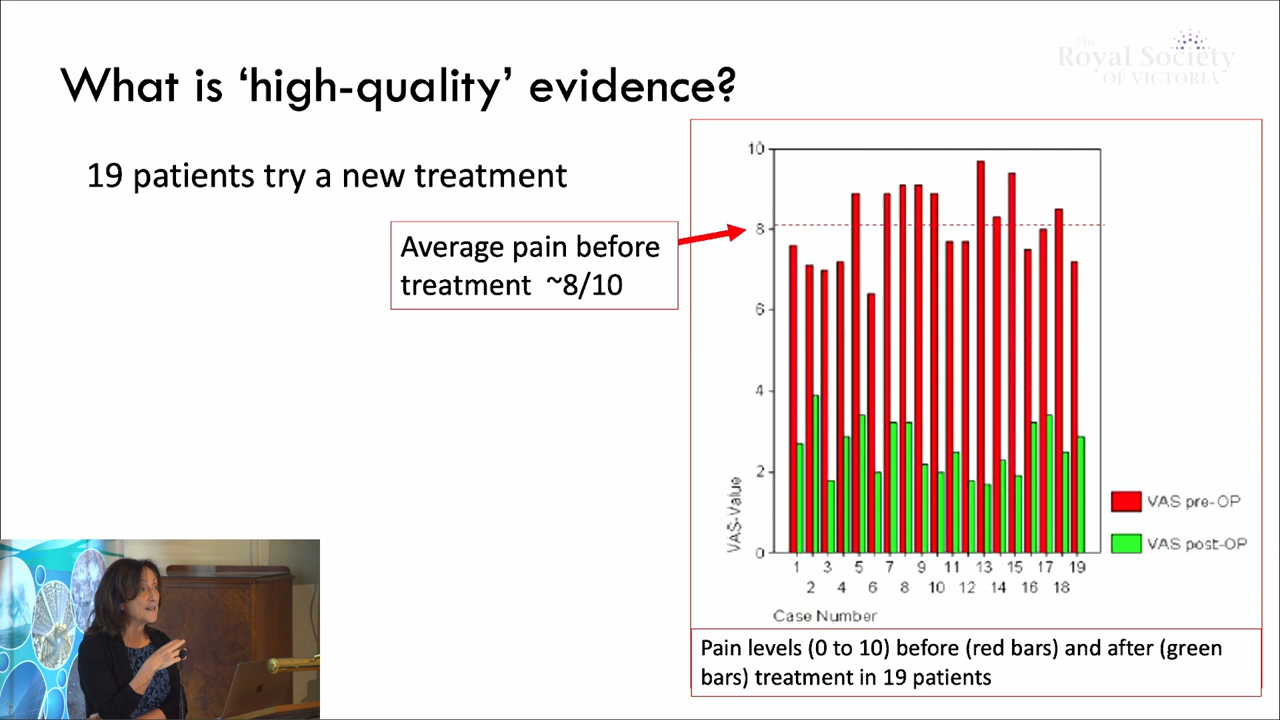 The
Royal Society
OF VICTORIA
What is ‘high-quality’ evidence?
19 patients try a new treatment
Average pain before
treatment ~8/10
10
8
6
4
2
0
VAS-Value
1 3 5 7 9 11 13 15 17 19
2 4 6 8 10 12 14 16 18
Case Number
VAS pre-OP
VAS post-OP
Pain levels (0 to 10) before (red bars) and after (green
bars) treatment in 19 patients